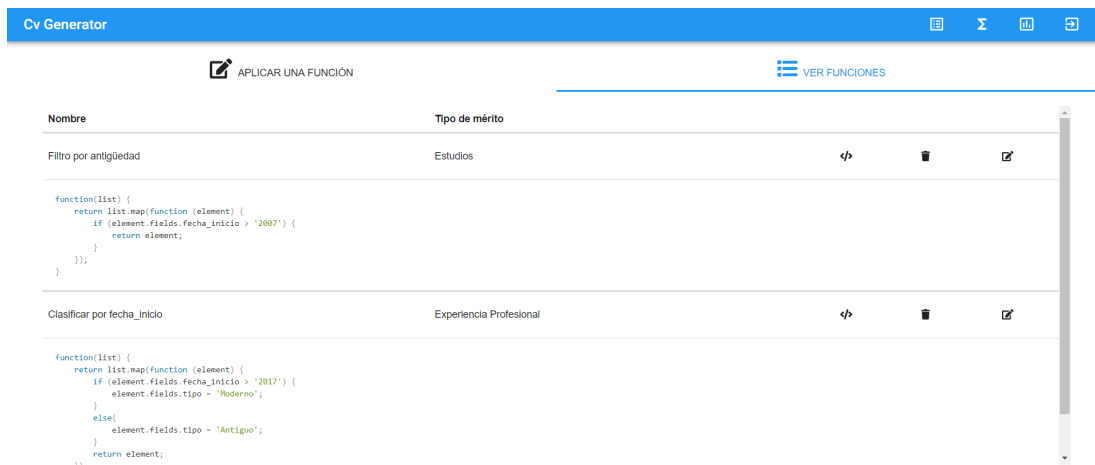 Cv Generator
APLICAR UNA FUNCIÓN
VER FUNCIONES
Nombre Tipo de mérito
Filtro por antigüedad Estudios
function(list) {
    return list.map(function (element) {
        if (element.fields.fecha_inicio > '2007') {
            return element;
        }
    });
}
Clasificar por fecha_inicio Experiencia Profesional
function(list) {
    return list.map(function (element) {
        if (element.fields.fecha_inicio > '2017') {
            element.fields.tipo = 'Moderno';
        }
        else{
            element.fields.tipo = 'Antiguo';
        }
        return element;